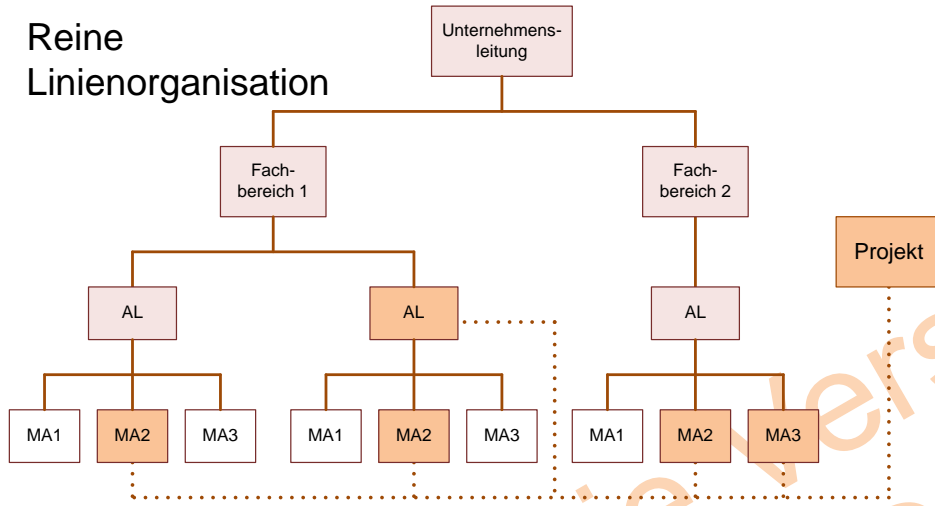 Reine
Linienorganisation
Unternehmens-
leitung
Fach-
bereich 1
Fach-
bereich 2
Projekt
AL
AL
AL
MA1
MA2
MA3
MA1
MA2
MA3
MA1
MA2
MA3